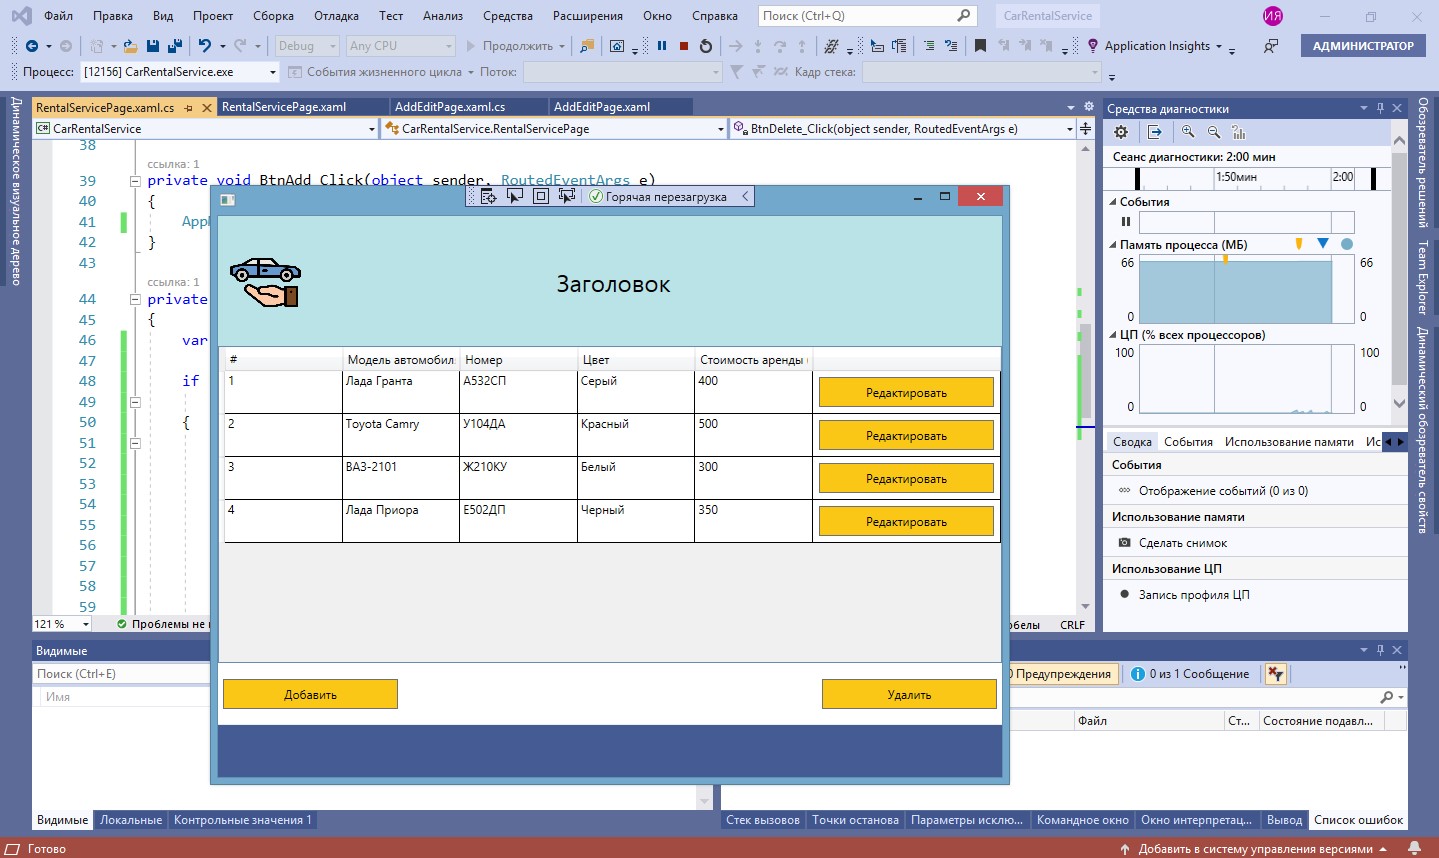 Файл Правка Вид Проект Сборка Отладка Тест Анализ Средства Расширения Окно Справка Поиск (Ctrl+Q) CarRentalService ИЯ
Debug Any CPU Продолжить Application Insights АДМИНИСТРАТОР
Процесс: [12156] CarRentalService.exe События жизненного цикла Поток: Кадр стека:
Динамическое визуальное дерево
RentalServicePage.xaml.cs RentalServicePage.xaml AddEditPage.xaml.cs AddEditPage.xaml
CarRentalService CarRentalService.RentalServicePage BtnDelete_Click(object sender, RoutedEventArgs e)
38
ссылка: 1
39 private void BtnAdd_Click(object sender, RoutedEventArgs e)
40 {
41
42 }
43
ссылка: 1
44 private
45 {
46 var
47
48 if
49
50 {
51
52
53
54
55
56
57
58
59
121 % Проблемы не CRLF
Горячая перезагрузка
Заголовок
# Модель автомобил Номер Цвет Стоимость аренды
1 Лада Гранта А532СП Серый 400 Редактировать
2 Toyota Camry У104ДА Красный 500 Редактировать
3 ВАЗ-2101 Ж210КУ Белый 300 Редактировать
4 Лада Приора Е502ДП Черный 350 Редактировать
Добавить Удалить
Средства диагностики
Сеанс диагностики: 2:00 мин
1:50мин 2:00
События
Память процесса (МБ)
66 66
0 0
ЦП (% всех процессоров)
100 100
0 0
Сводка События Использование памяти Ис
События
Отображение событий (0 из 0)
Использование памяти
Сделать снимок
Использование ЦП
Запись профиля ЦП
Обозреватель решений
Team Explorer
Динамический обозреватель свойств
Видимые
Поиск (Ctrl+E)
Имя
0 Предупреждения 0 из 1 Сообщение
Файл Ст... Состояние подавл...
Видимые Локальные Контрольные значения 1
Стек вызовов Точки останова Параметры исклю... Командное окно Окно интерпретац... Вывод Список ошибок
Готово Добавить в систему управления версиями